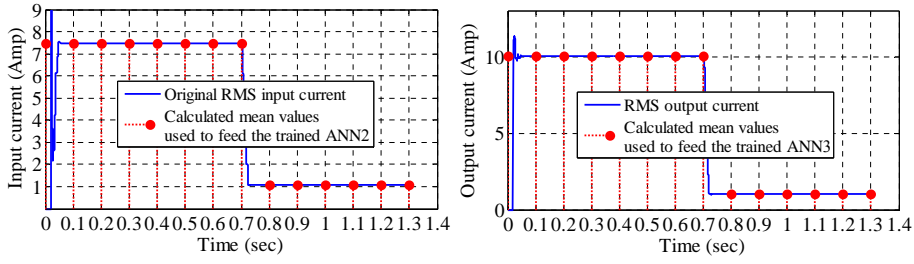 9
8
7
6
5
4
3
2
1
Input current (Amp)
Original RMS input current
Calculated mean values
used to feed the trained ANN2
0 0.1 0.2 0.3 0.4 0.5 0.6 0.7 0.8 0.9 1 1.1 1.2 1.3 1.4
Time (sec)
10
5
0
Output current (Amp)
RMS output current
Calculated mean values
used to feed the trained ANN3
0 0.1 0.2 0.3 0.4 0.5 0.6 0.7 0.8 0.9 1 1.1 1.2 1.3 1.4
Time (sec)